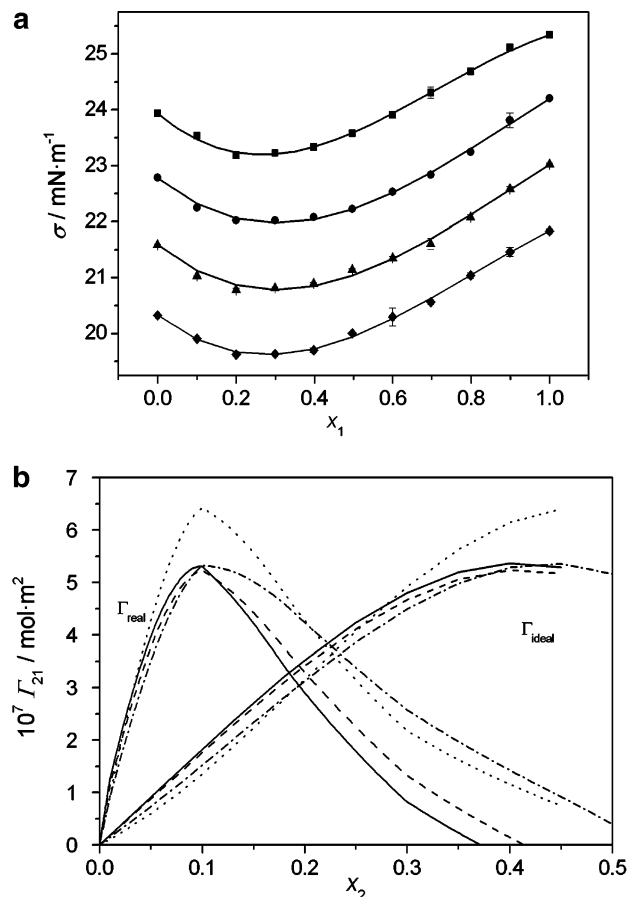 a
25
24
23
22
21
20
σ / mN·m⁻¹
0.0 0.2 0.4 0.6 0.8 1.0
x₁
b
7
6
5
4
3
2
1
0
10⁷ Γ₂₁ / mol·m²
Γreal
Γideal
0.0 0.1 0.2 0.3 0.4 0.5
x₂